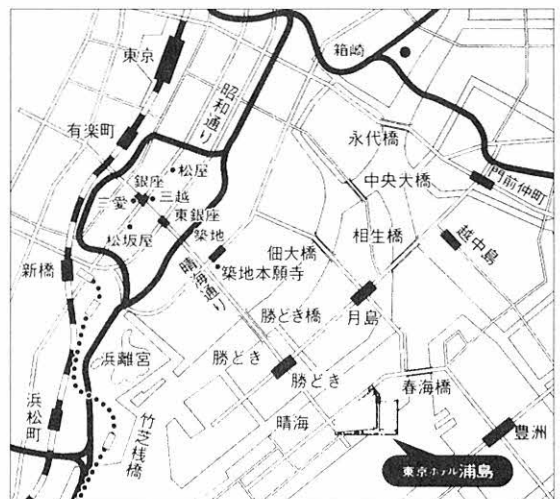 箱崎
東京
昭和通り
有楽町
永代橋
松屋
銀座
三愛
三越
中央大橋
門前仲町
東銀座
松坂屋
築地
佃大橋
相生橋
越中島
新橋
築地本願寺
晴海通り
勝どき橋
月島
浜離宮
勝どき
勝どき
春海橋
浜松町
竹芝桟橋
晴海
豊洲
東京ホテル浦島